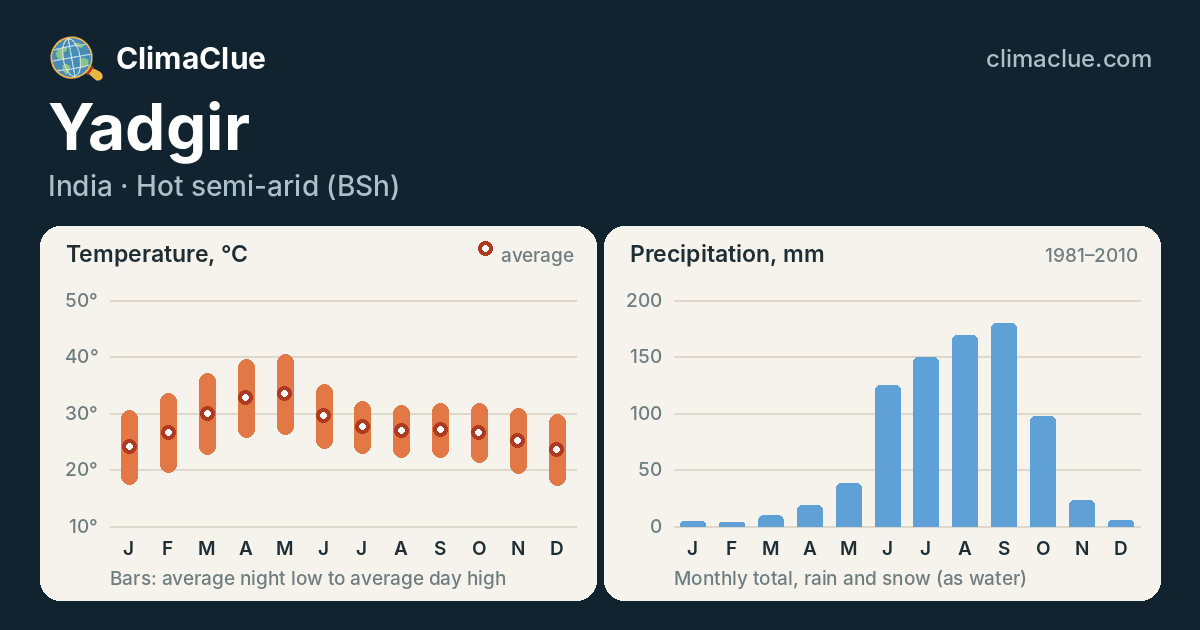 ClimaClue
climaclue.com
Yadgir
India · Hot semi-arid (BSh)
Temperature, °C
average
50°
40°
30°
20°
10°
J F M A M J J A S O N D
Bars: average night low to average day high
Precipitation, mm
1981–2010
200
150
100
50
0
J F M A M J J A S O N D
Monthly total, rain and snow (as water)